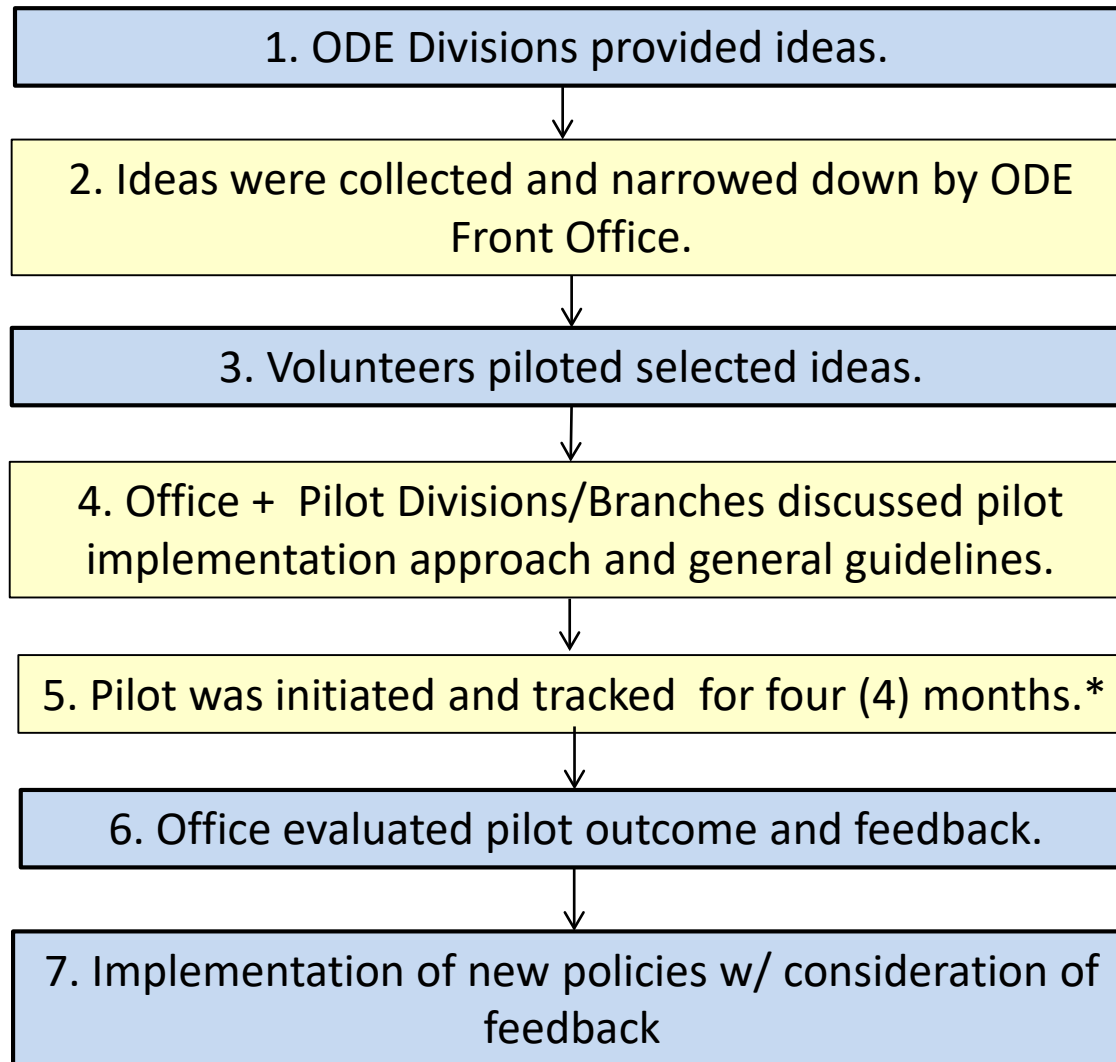 1. ODE Divisions provided ideas.
2. Ideas were collected and narrowed down by ODE
Front Office.
3. Volunteers piloted selected ideas.
4. Office +  Pilot Divisions/Branches discussed pilot
implementation approach and general guidelines.
5. Pilot was initiated and tracked  for four (4) months.*
6. Office evaluated pilot outcome and feedback.
7. Implementation of new policies w/ consideration of
feedback